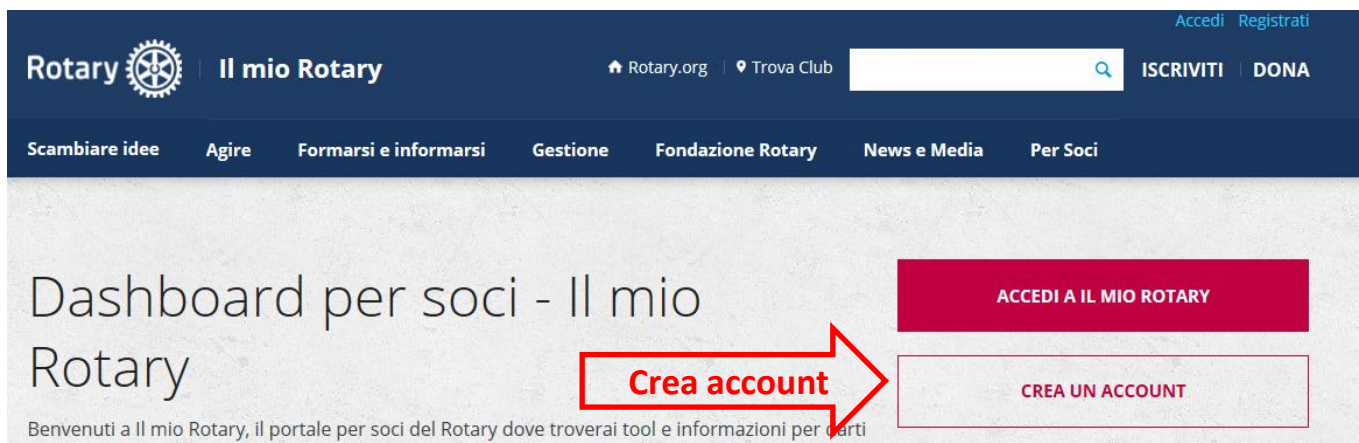 Accedi Registrati
Rotary Il mio Rotary Rotary.org Trova Club ISCRIVITI DONA
Scambiare idee Agire Formarsi e informarsi Gestione Fondazione Rotary News e Media Per Soci
Dashboard per soci - Il mio
Rotary
ACCEDI A IL MIO ROTARY
Crea account
CREA UN ACCOUNT
Benvenuti a Il mio Rotary, il portale per soci del Rotary dove troverai tool e informazioni per darti